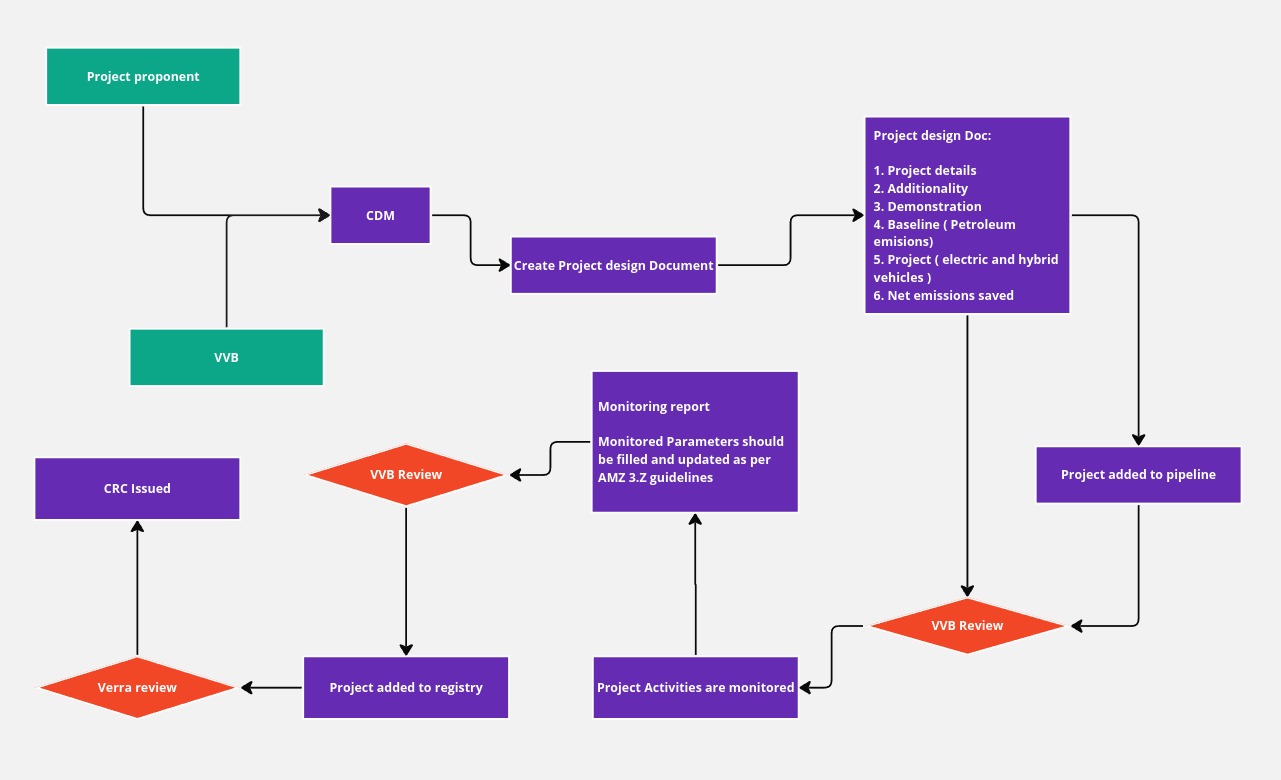 Project proponent
CDM
VVB
Create Project design Document
Project design Doc:
1. Project details
2. Additionality
3. Demonstration
4. Baseline ( Petroleum
emisions)
5. Project ( electric and hybrid
vehicles )
6. Net emissions saved
Project added to pipeline
VVB Review
Project Activities are monitored
Monitoring report
Monitored Parameters should
be filled and updated as per
AMZ 3.Z guidelines
VVB Review
Project added to registry
Verra review
CRC Issued